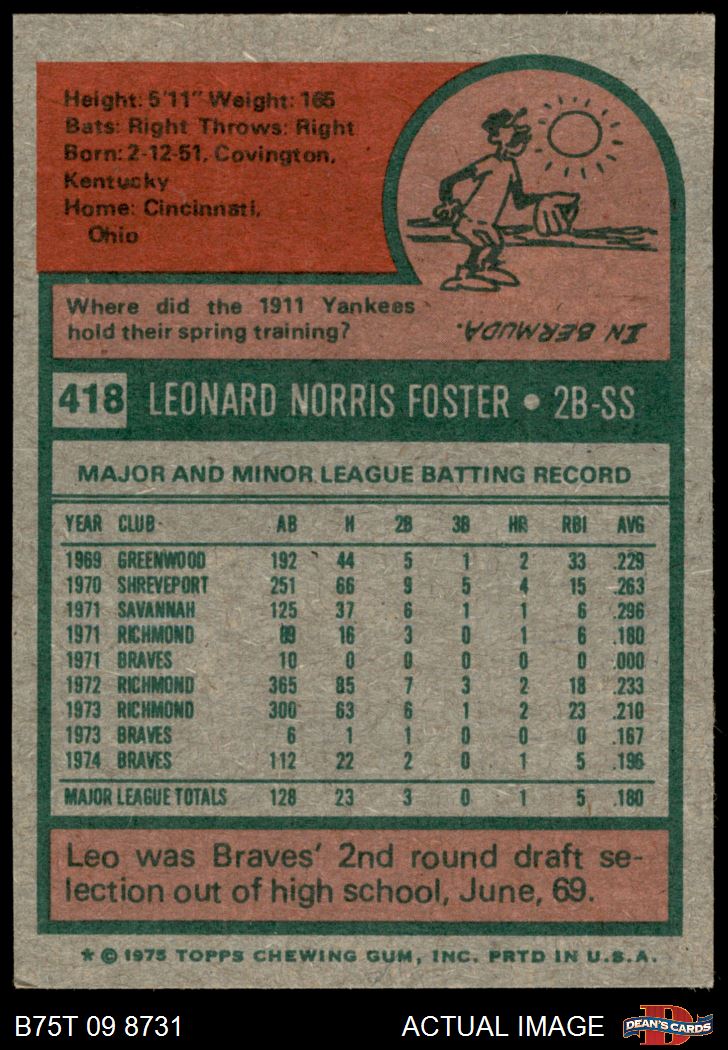 Height: 5'11" Weight: 165
Bats: Right Throws: Right
Born: 2-12-51, Covington,
Kentucky
Home: Cincinnati,
Ohio
Where did the 1911 Yankees
hold their spring training?
IN BERMUDA.
418 LEONARD NORRIS FOSTER • 2B-SS
MAJOR AND MINOR LEAGUE BATTING RECORD
YEAR CLUB AB H 2B 3B HR RBI AVG
1969 GREENWOOD 192 44 5 1 2 33 .229
1970 SHREVEPORT 251 66 9 5 4 15 .263
1971 SAVANNAH 125 37 6 1 1 6 .296
1971 RICHMOND 89 16 3 0 1 6 .180
1971 BRAVES 10 0 0 0 0 0 .000
1972 RICHMOND 365 85 7 3 2 18 .233
1973 RICHMOND 300 63 6 1 2 23 .210
1973 BRAVES 6 1 1 0 0 0 .167
1974 BRAVES 112 22 2 0 1 5 .196
MAJOR LEAGUE TOTALS 128 23 3 0 1 5 .180
Leo was Braves' 2nd round draft se-
lection out of high school, June, 69.
* © 1975 TOPPS CHEWING GUM, INC. PRTD IN U.S.A.
B75T 09 8731 ACTUAL IMAGE
D
DEAN'S CARDS